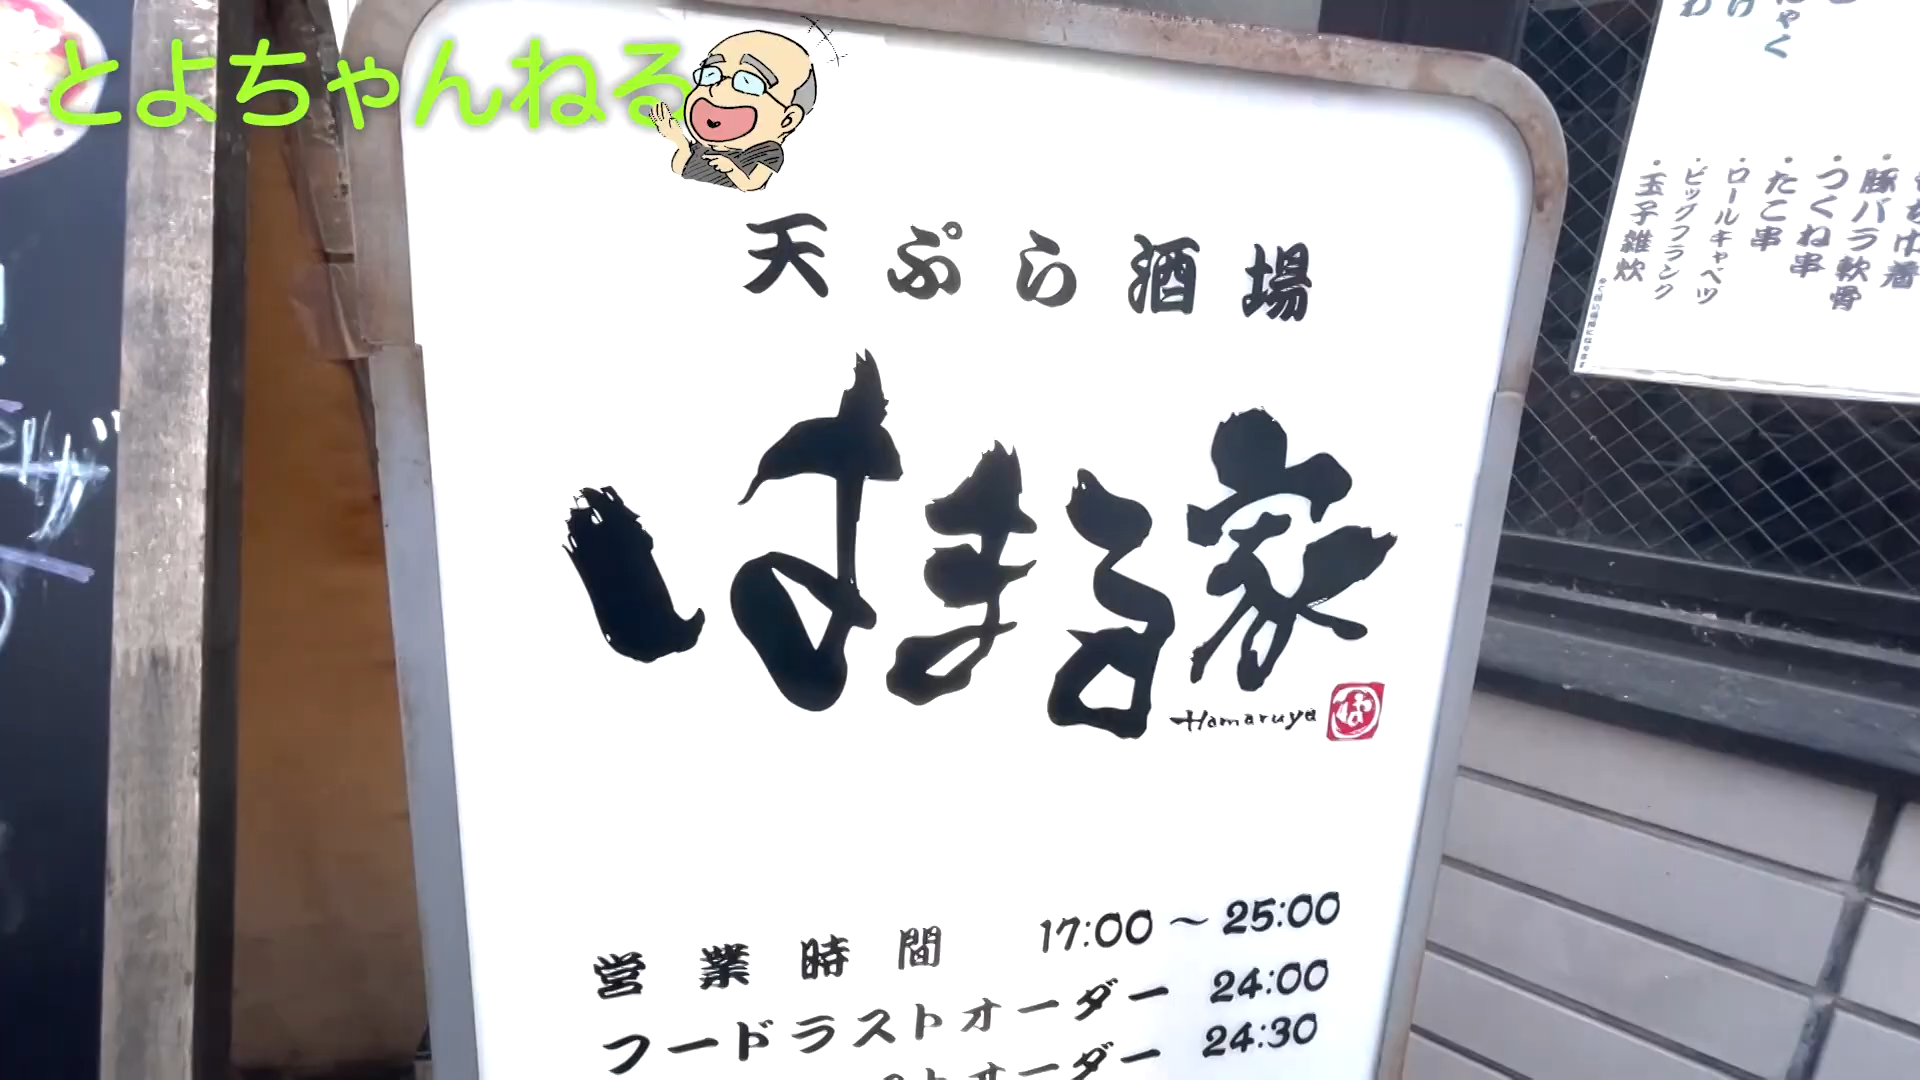 とよちゃんねる
天ぷら酒場
はまる家
Hamaruya
は
営業時間 17:00～25:00
フードラストオーダー 24:00
ストオーダー 24:30
豚バラ軟骨
つくね串
たこ串
ロールキャベツ
ビッグフランク
玉子雑炊